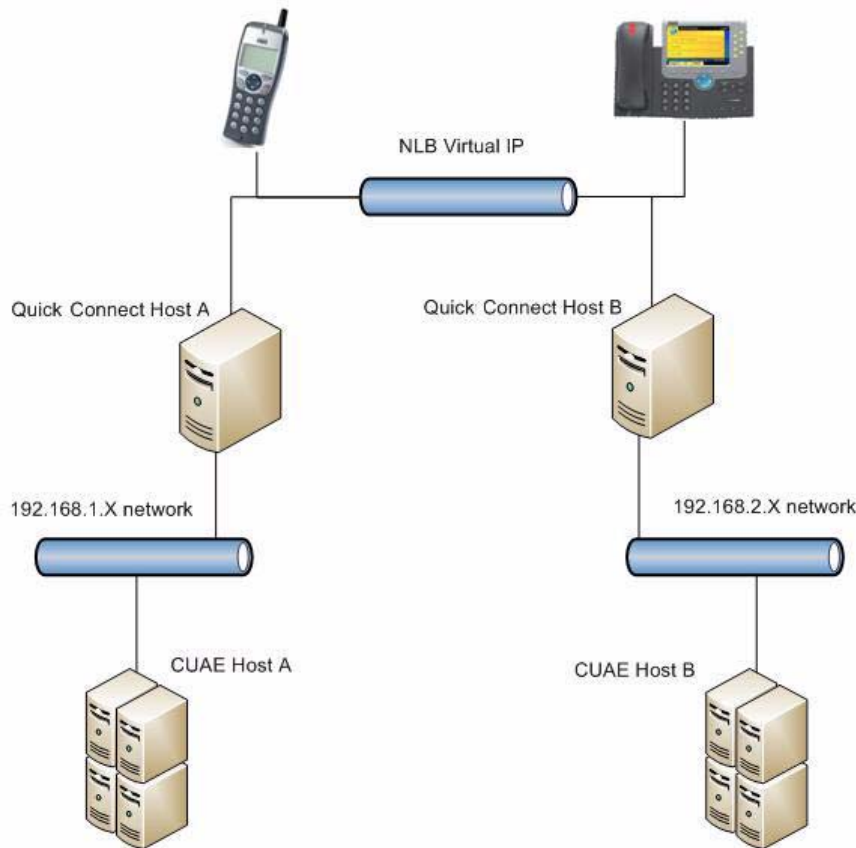 NLB Virtual IP
Quick Connect Host A
Quick Connect Host B
192.168.1.X network
192.168.2.X network
CUAE Host A
CUAE Host B